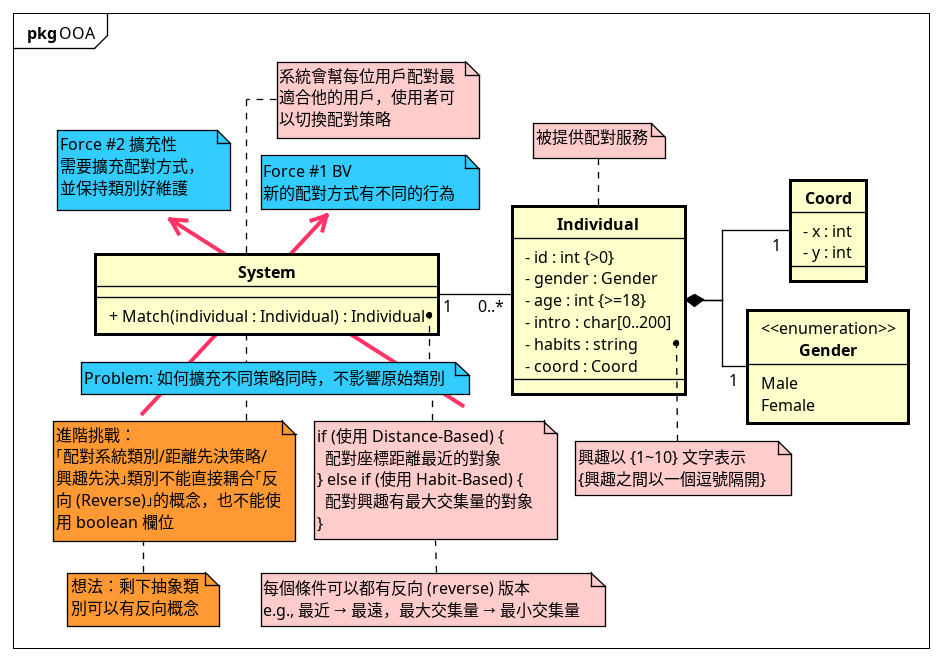 pkg OOA
系統會幫每位用戶配對最
適合他的用戶，使用者可
以切換配對策略
Force #2 擴充性
需要擴充配對方式，
並保持類別好維護
Force #1 BV
新的配對方式有不同的行為
被提供配對服務
System
+ Match(individual : Individual) : Individual
1
0..*
Individual
- id : int {>0}
- gender : Gender
- age : int {>=18}
- intro : char[0..200]
- habits : string
- coord : Coord
Coord
- x : int
- y : int
1
<<enumeration>>
Gender
Male
Female
1
Problem: 如何擴充不同策略同時，不影響原始類別
進階挑戰：
「配對系統類別/距離先決策略/
興趣先決」類別不能直接耦合「反
向 (Reverse)」的概念，也不能使
用 boolean 欄位
if (使用 Distance-Based) {
配對座標距離最近的對象
} else if (使用 Habit-Based) {
配對興趣有最大交集量的對象
}
興趣以 {1~10} 文字表示
{興趣之間以一個逗號隔開}
想法：剩下抽象類
別可以有反向概念
每個條件可以都有反向 (reverse) 版本
e.g., 最近 → 最遠，最大交集量 → 最小交集量